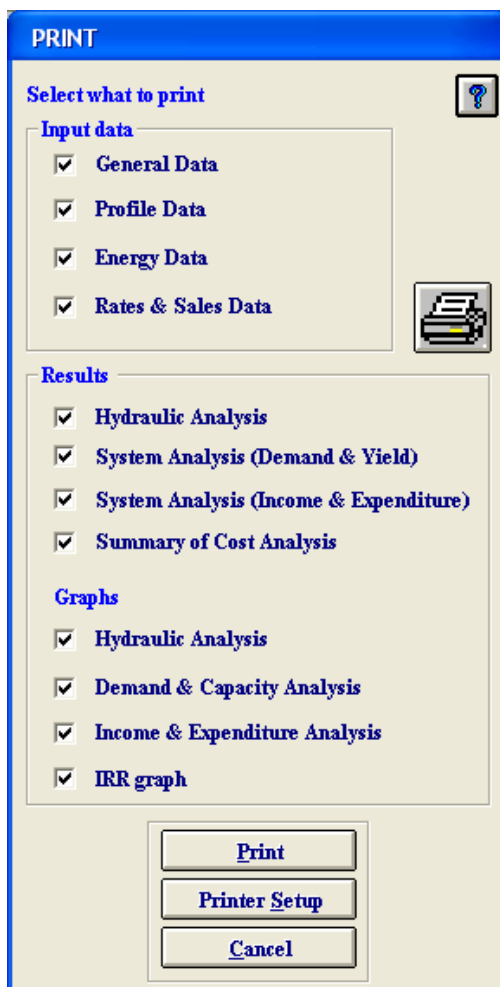 PRINT
Select what to print
?
Input data
General Data
Profile Data
Energy Data
Rates & Sales Data
Results
Hydraulic Analysis
System Analysis (Demand & Yield)
System Analysis (Income & Expenditure)
Summary of Cost Analysis
Graphs
Hydraulic Analysis
Demand & Capacity Analysis
Income & Expenditure Analysis
IRR graph
Print
Printer Setup
Cancel